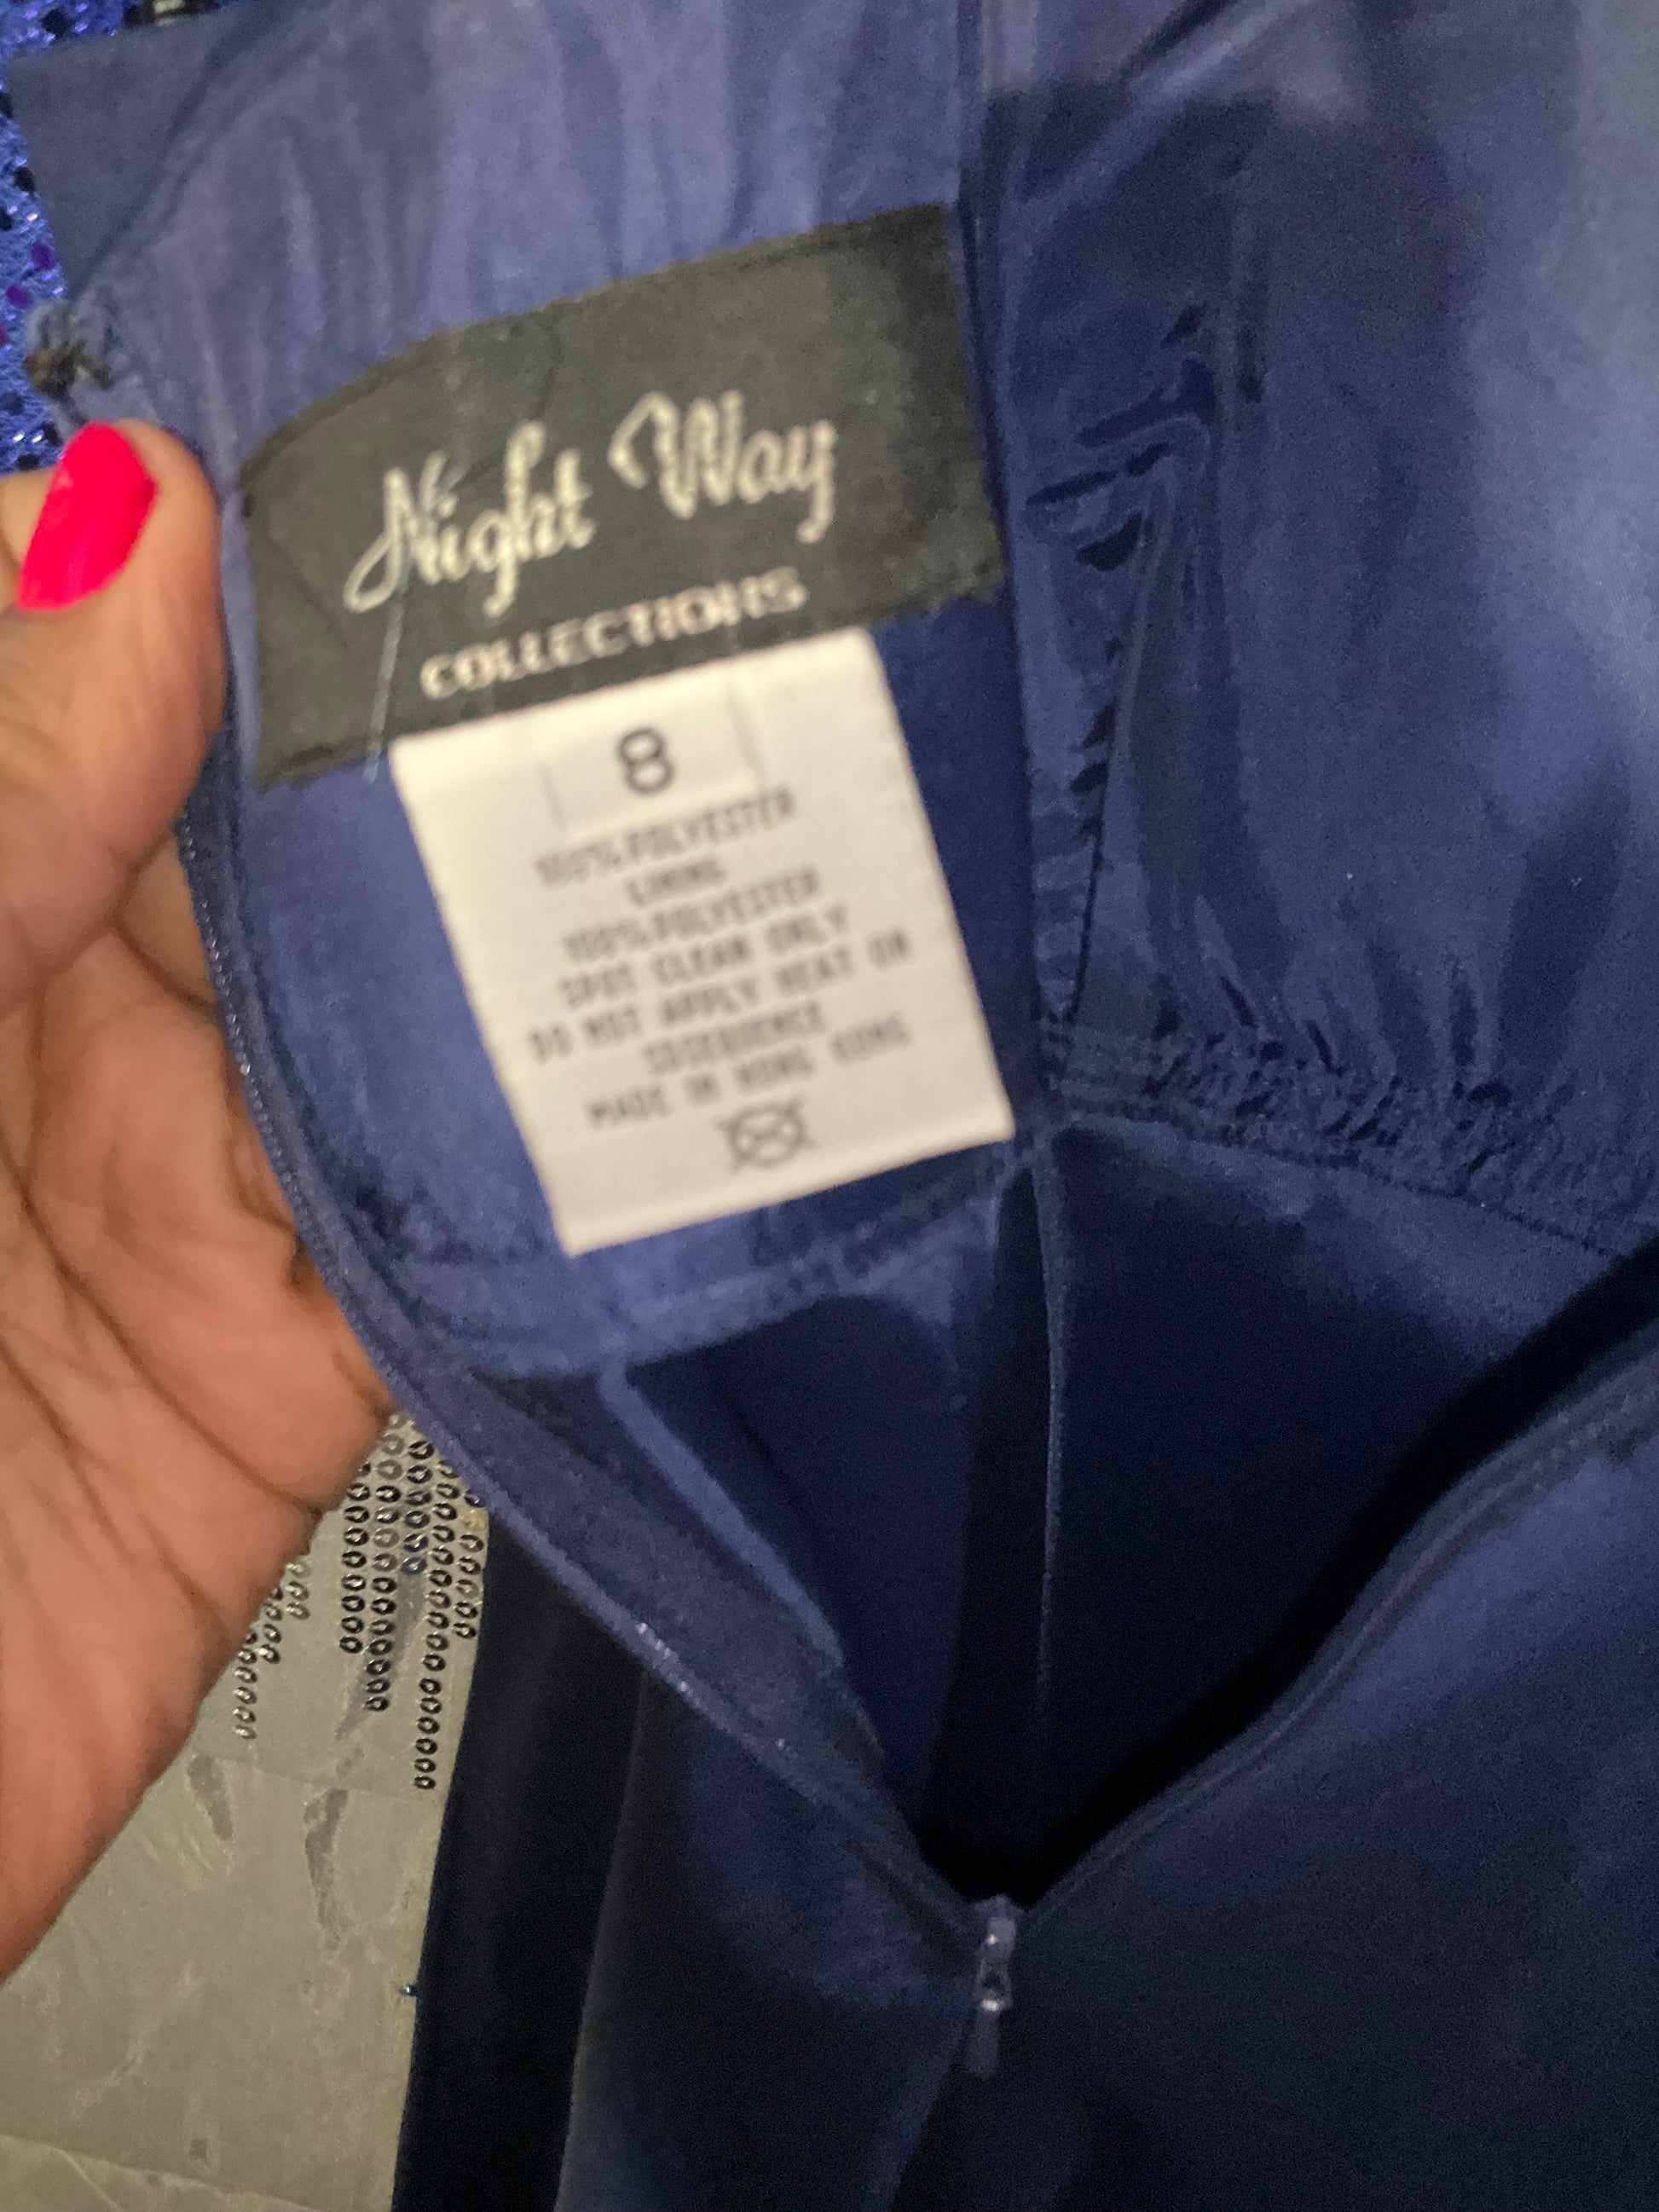 Night Way
COLLECTIONS
8
100% POLYESTER
LINING
100% POLYESTER
SPOT CLEAN ONLY
DO NOT APPLY HEAT ON
MADE IN HONG KONG